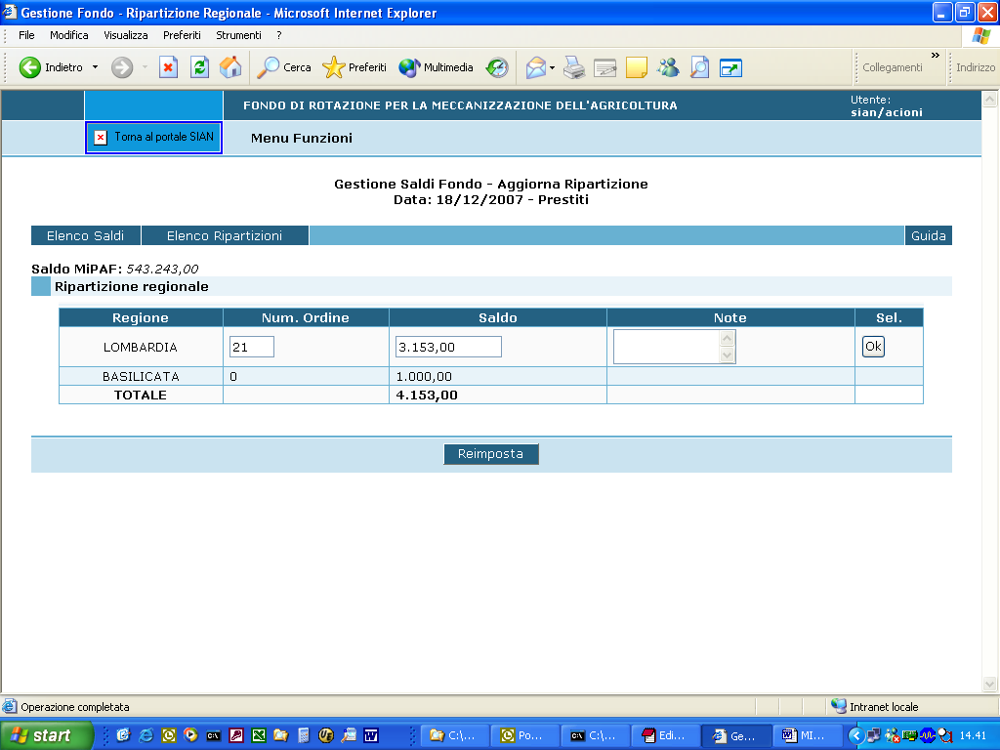 Gestione Fondo - Ripartizione Regionale - Microsoft Internet Explorer
File Modifica Visualizza Preferiti Strumenti ?
Indietro Cerca Preferiti Multimedia Collegamenti » Indirizzo
FONDO DI ROTAZIONE PER LA MECCANIZZAZIONE DELL'AGRICOLTURA
Utente:
sian/acioni
Torna al portale SIAN Menu Funzioni
Gestione Saldi Fondo - Aggiorna Ripartizione
Data: 18/12/2007 - Prestiti
Elenco Saldi Elenco Ripartizioni Guida
Saldo MiPAF: 543.243,00
Ripartizione regionale
Regione Num. Ordine Saldo Note Sel.
LOMBARDIA 21 3.153,00 Ok
BASILICATA 0 1.000,00
TOTALE 4.153,00
Reimposta
Operazione completata Intranet locale
start C:\... Po... C:\... Edi... Ge... MI... 14.41